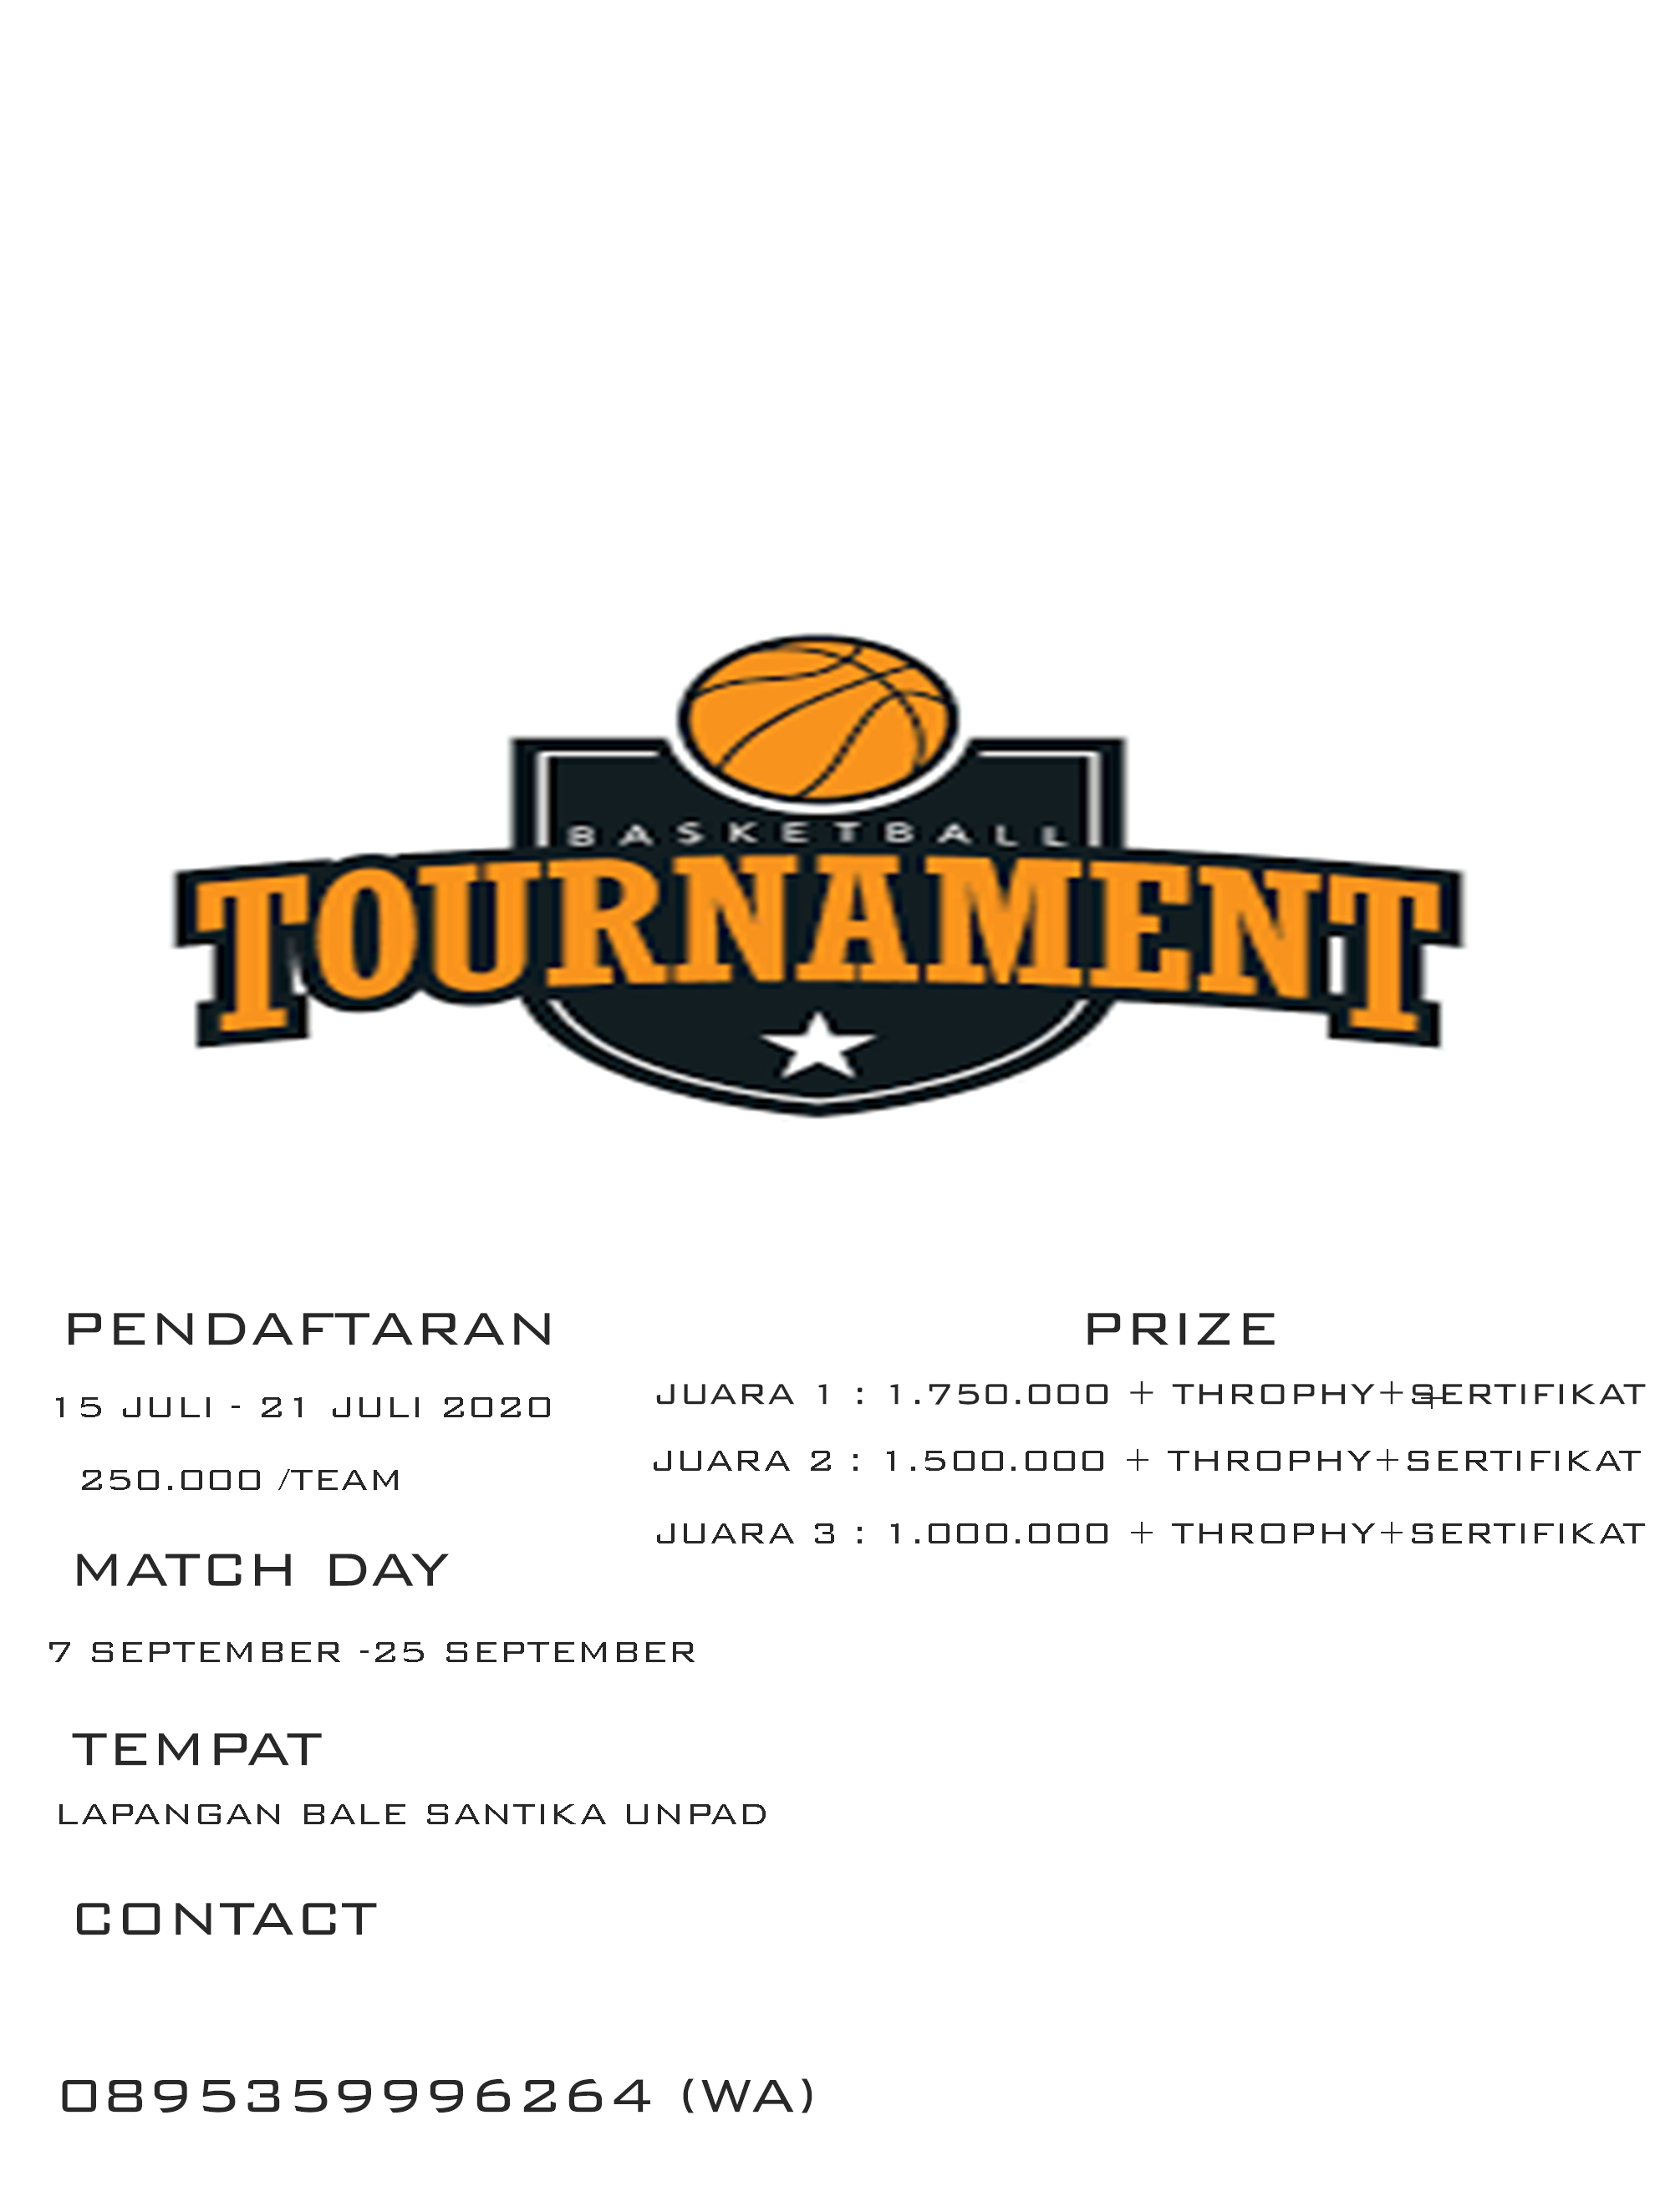 BASKETBALL
TOURNAMENT
PENDAFTARAN
15 JULI - 21 JULI 2020
250.000 /TEAM
MATCH DAY
7 SEPTEMBER -25 SEPTEMBER
TEMPAT
LAPANGAN BALE SANTIKA UNPAD
CONTACT
0895359996264 (WA)
PRIZE
JUARA 1 : 1.750.000 + THROPHY+SERTIFIKAT
JUARA 2 : 1.500.000 + THROPHY+SERTIFIKAT
JUARA 3 : 1.000.000 + THROPHY+SERTIFIKAT